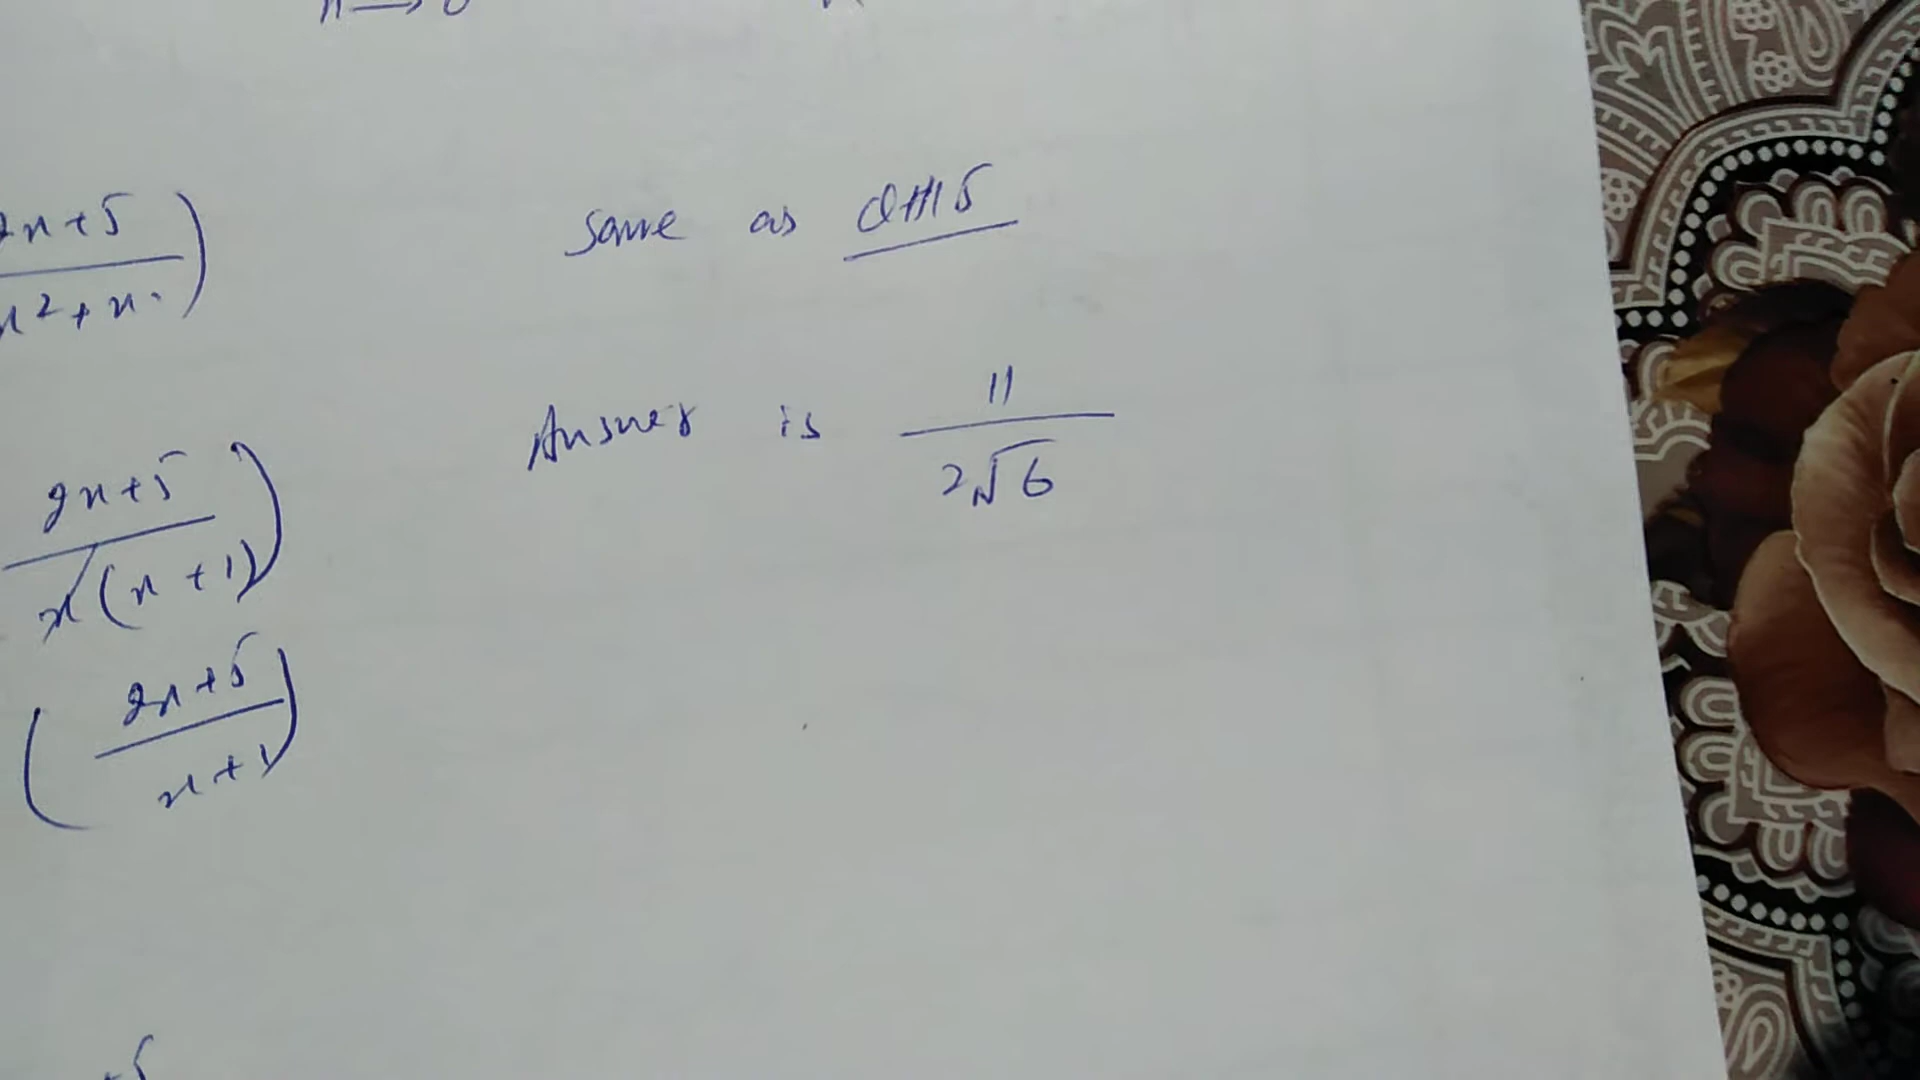 2x+5
x²+x
Same as Q#15
Answer is 11/2√6
2x+5
x(x+1)
(2x+5
x+1)